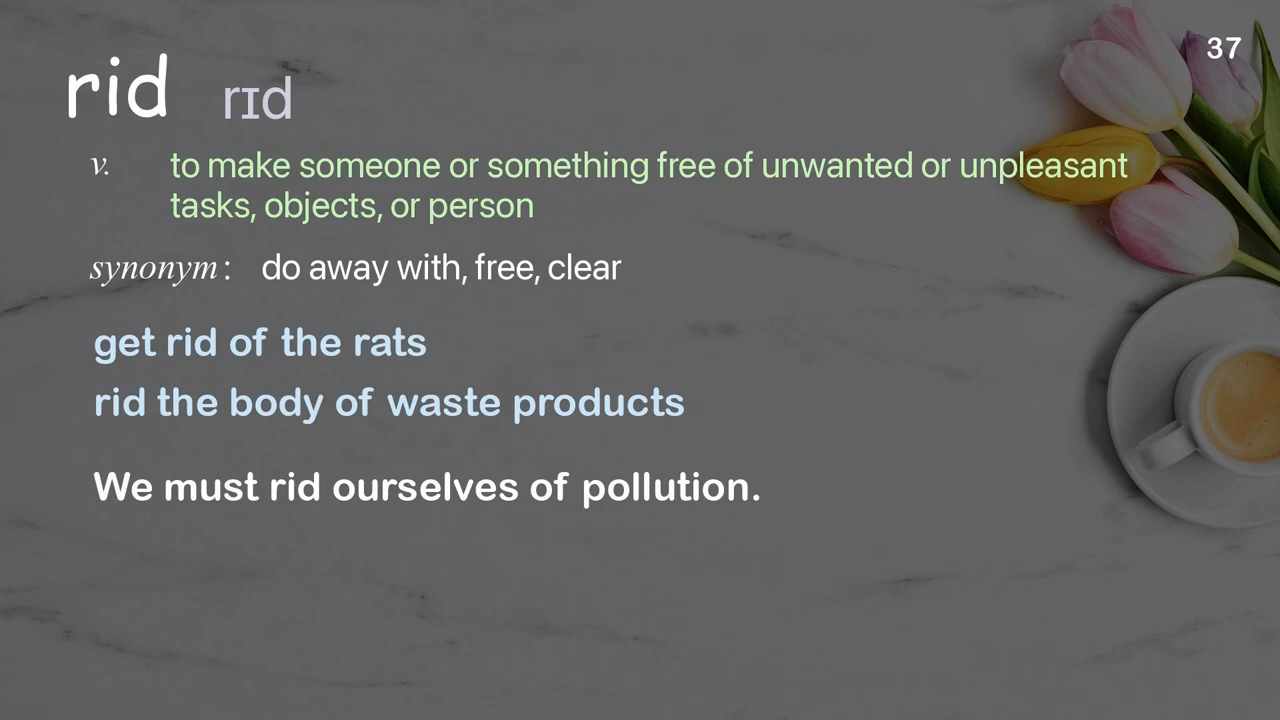 37
rid rɪd
v. to make someone or something free of unwanted or unpleasant
tasks, objects, or person
synonym: do away with, free, clear
get rid of the rats
rid the body of waste products
We must rid ourselves of pollution.